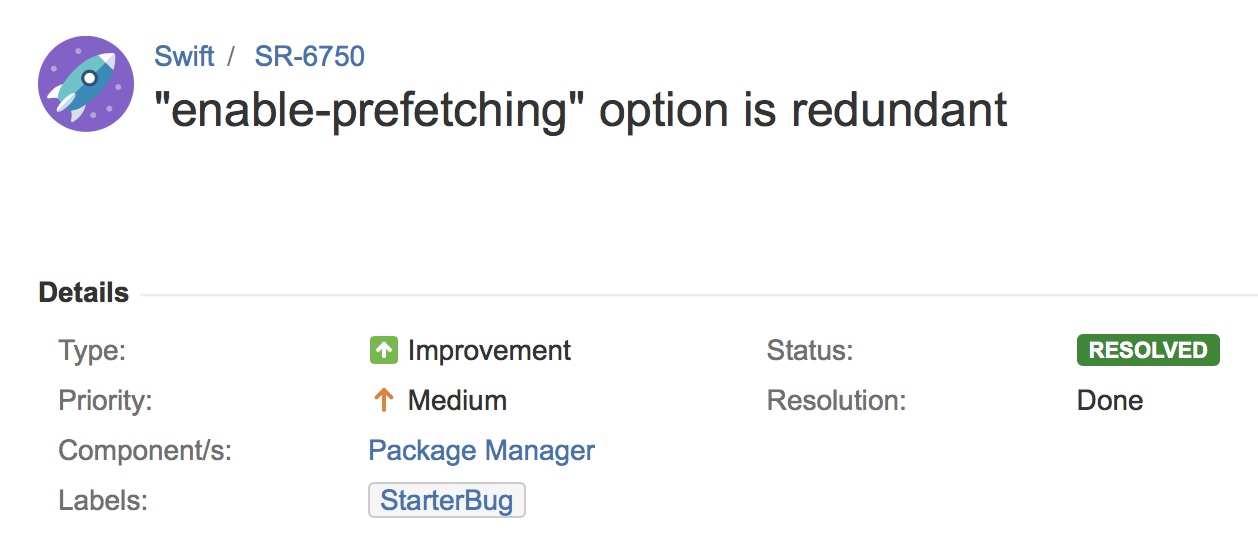 Swift / SR-6750
"enable-prefetching" option is redundant
Details
Type: Improvement Status: RESOLVED
Priority: Medium Resolution: Done
Component/s: Package Manager
Labels: StarterBug